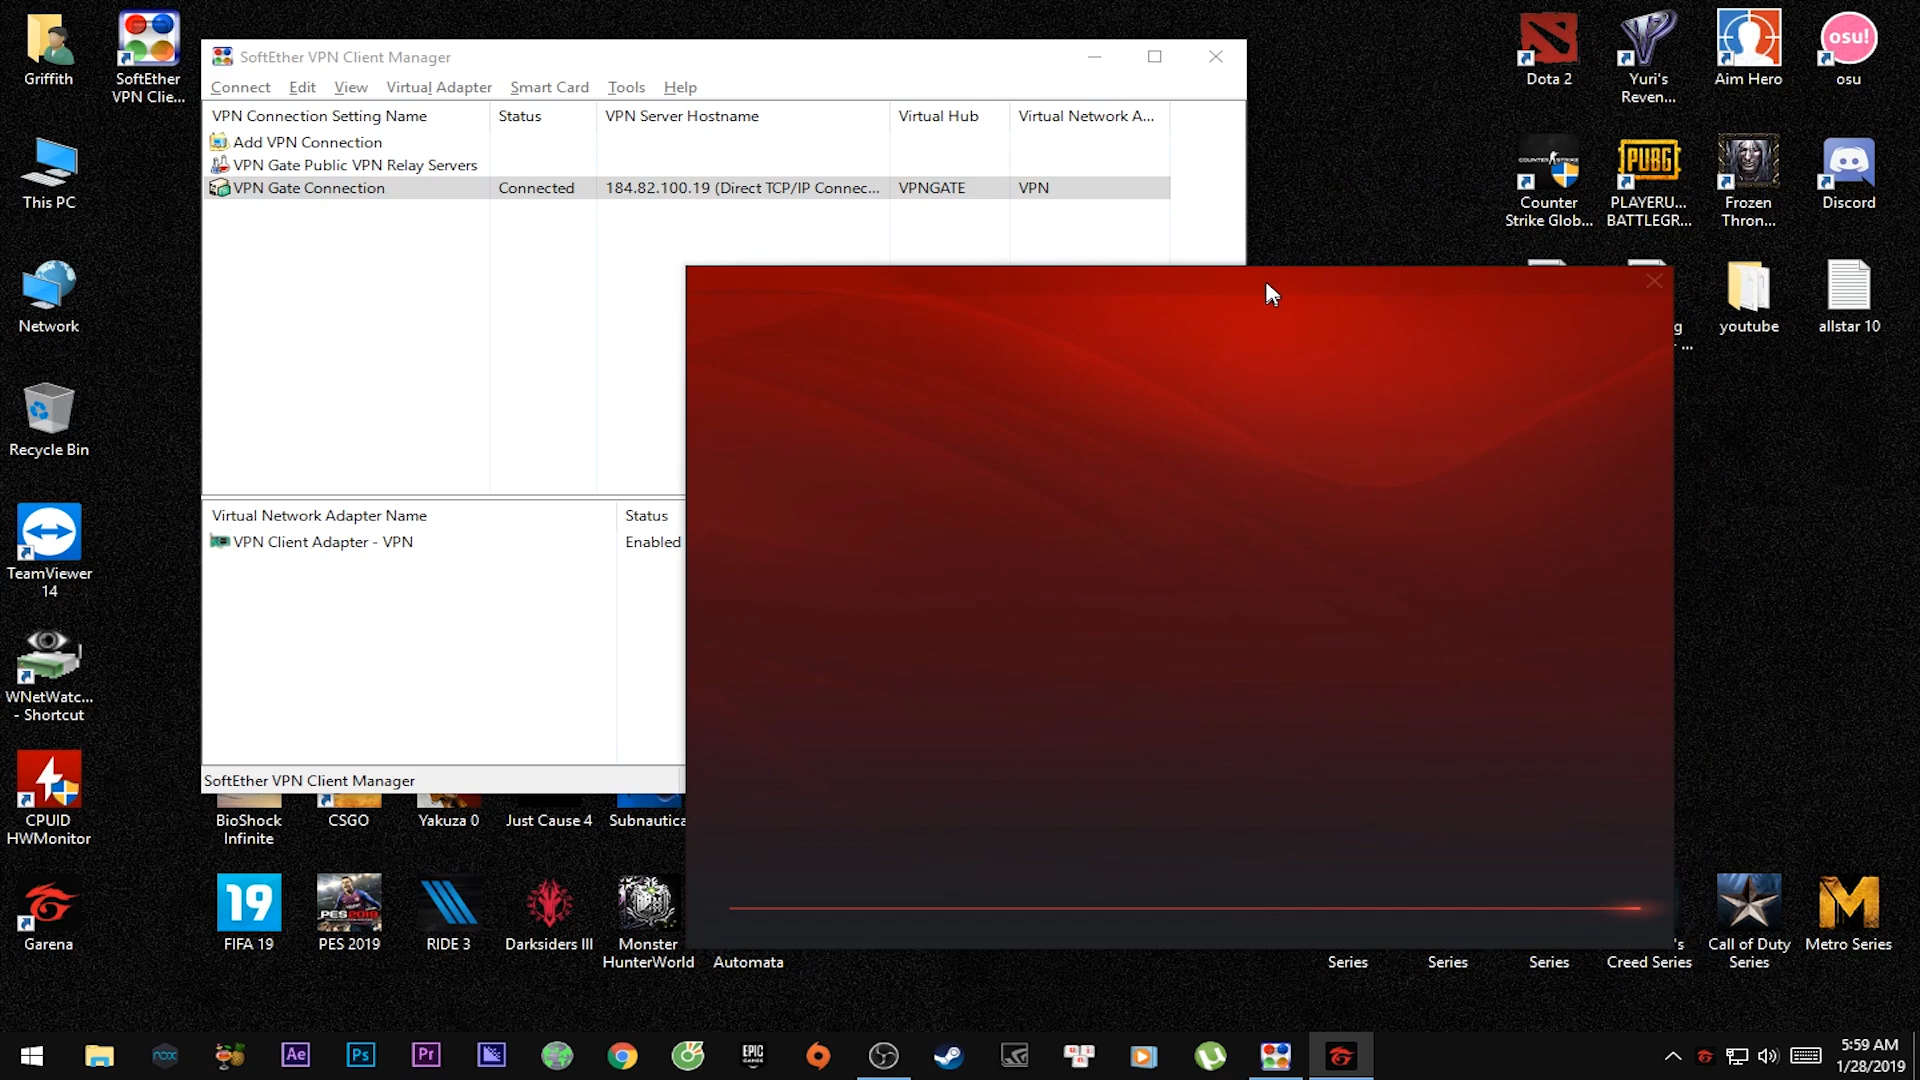 Griffith
SoftEther
VPN Clie...
This PC
Network
Recycle Bin
TeamViewer
14
WNetWatc...
- Shortcut
CPUID
HWMonitor
Garena
SoftEther VPN Client Manager
Connect Edit View Virtual Adapter Smart Card Tools Help
VPN Connection Setting Name Status VPN Server Hostname Virtual Hub Virtual Network A...
Add VPN Connection
VPN Gate Public VPN Relay Servers
VPN Gate Connection Connected 184.82.100.19 (Direct TCP/IP Connec... VPNGATE VPN
Virtual Network Adapter Name Status
VPN Client Adapter - VPN Enabled
SoftEther VPN Client Manager
Dota 2
Yuri's
Reven...
Aim Hero
osu!
osu
COUNTER STRIKE
Counter
Strike Glob...
PUBG
PLAYERU...
BATTLEGR...
Frozen
Thron...
Discord
g
...
youtube
allstar 10
BioShock
Infinite
CSGO
Yakuza 0
Just Cause 4
Subnautica
19
FIFA 19
PES2019
PES 2019
RIDE 3
Darksiders III
Monster
HunterWorld
Automata
Series
Series
Series
's
Creed Series
Call of Duty
Series
M
Metro Series
nox
Ae
Ps
Pr
EPIC
GAMES
5:59 AM
1/28/2019